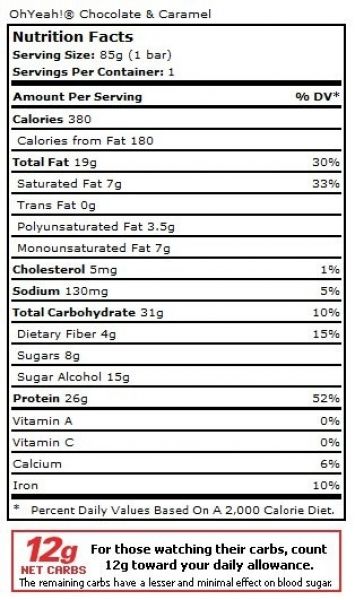 OhYeah!® Chocolate & Caramel
Nutrition Facts
Serving Size: 85g (1 bar)
Servings Per Container: 1
Amount Per Serving % DV*
Calories 380
Calories from Fat 180
Total Fat 19g 30%
Saturated Fat 7g 33%
Trans Fat 0g
Polyunsaturated Fat 3.5g
Monounsaturated Fat 7g
Cholesterol 5mg 1%
Sodium 130mg 5%
Total Carbohydrate 31g 10%
Dietary Fiber 4g 15%
Sugars 8g
Sugar Alcohol 15g
Protein 26g 52%
Vitamin A 0%
Vitamin C 0%
Calcium 6%
Iron 10%
* Percent Daily Values Based On A 2,000 Calorie Diet.
12g
NET CARBS
For those watching their carbs, count
12g toward your daily allowance.
The remaining carbs have a lesser and minimal effect on blood sugar.